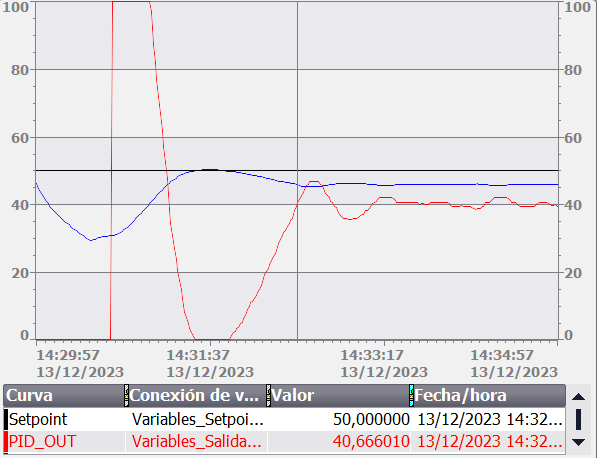 100 100
80 80
60 60
40 40
20 20
0 0
14:29:57 14:31:37 14:33:17 14:34:57
13/12/2023 13/12/2023 13/12/2023 13/12/2023
Curva Conexión de v... Valor Fecha/hora
Setpoint Variables_Setpoi... 50,000000 13/12/2023 14:32...
PID_OUT Variables_Salida... 40,666010 13/12/2023 14:32...